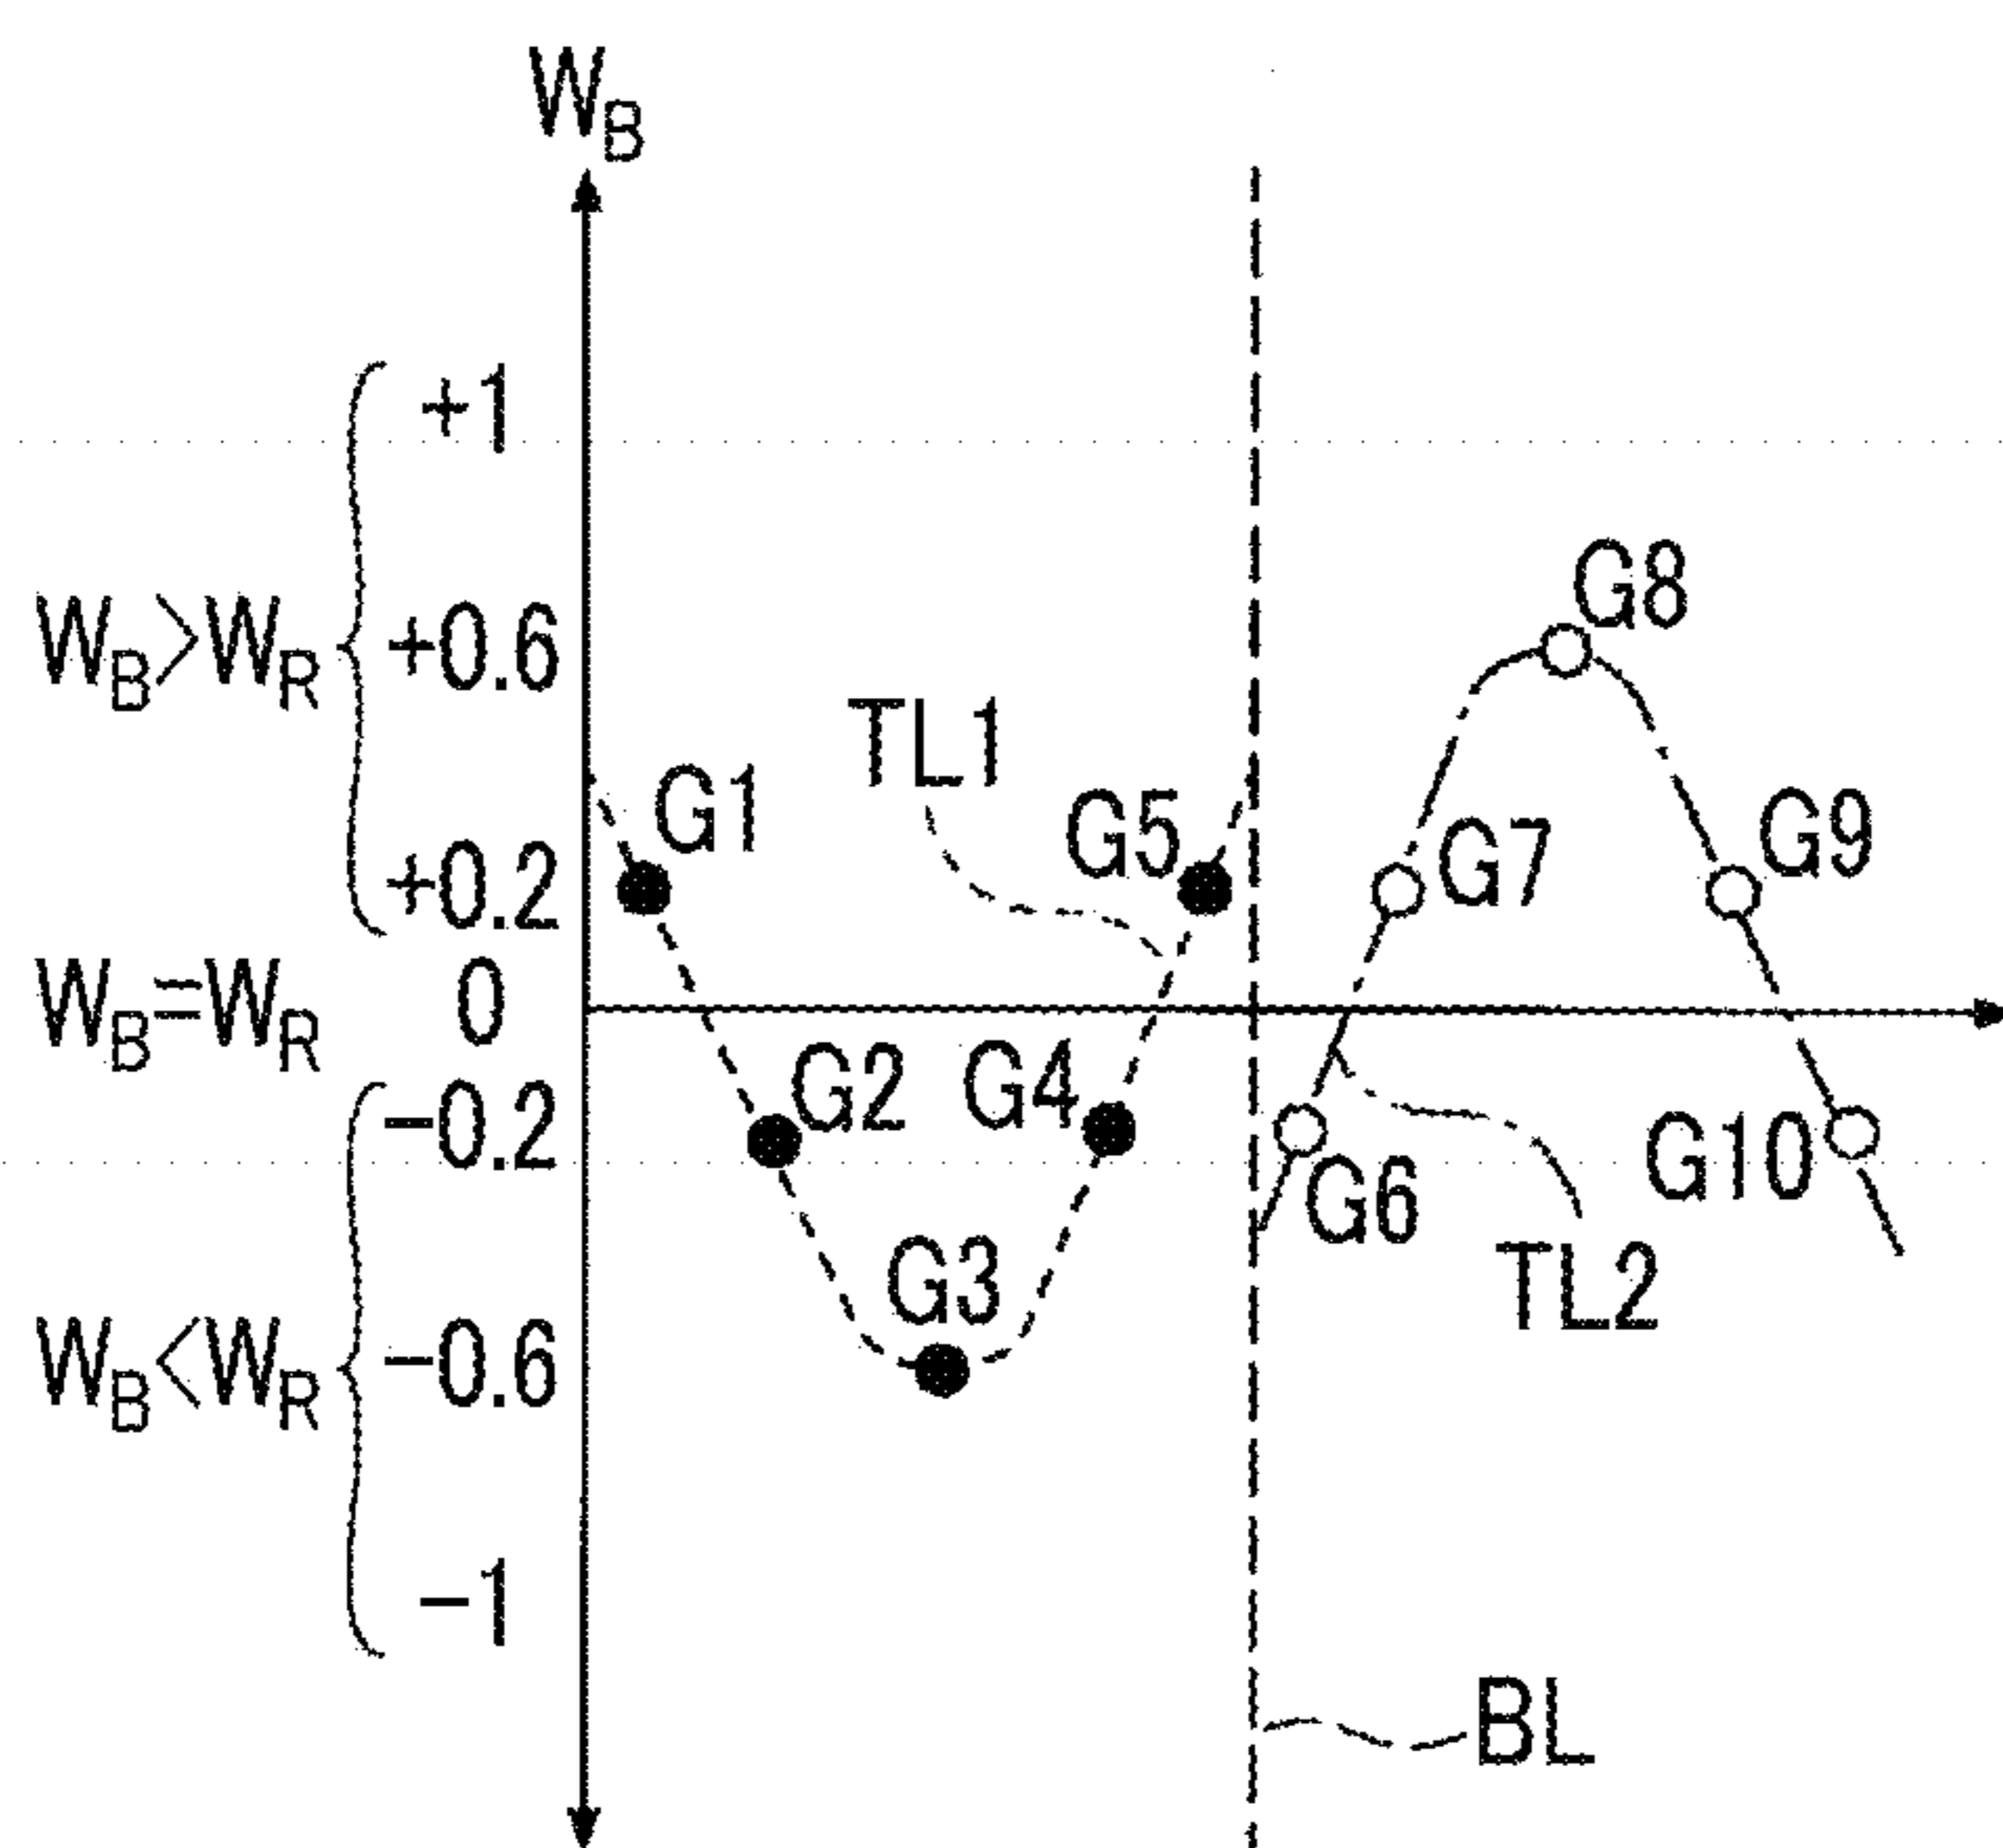 W_B
+1
G8
W_B>W_R
+0.6
TL1
G1
G5
G7
G9
+0.2
W_B=W_R
0
G2
G4
-0.2
G10
G6
G3
TL2
W_B<W_R
-0.6
-1
BL